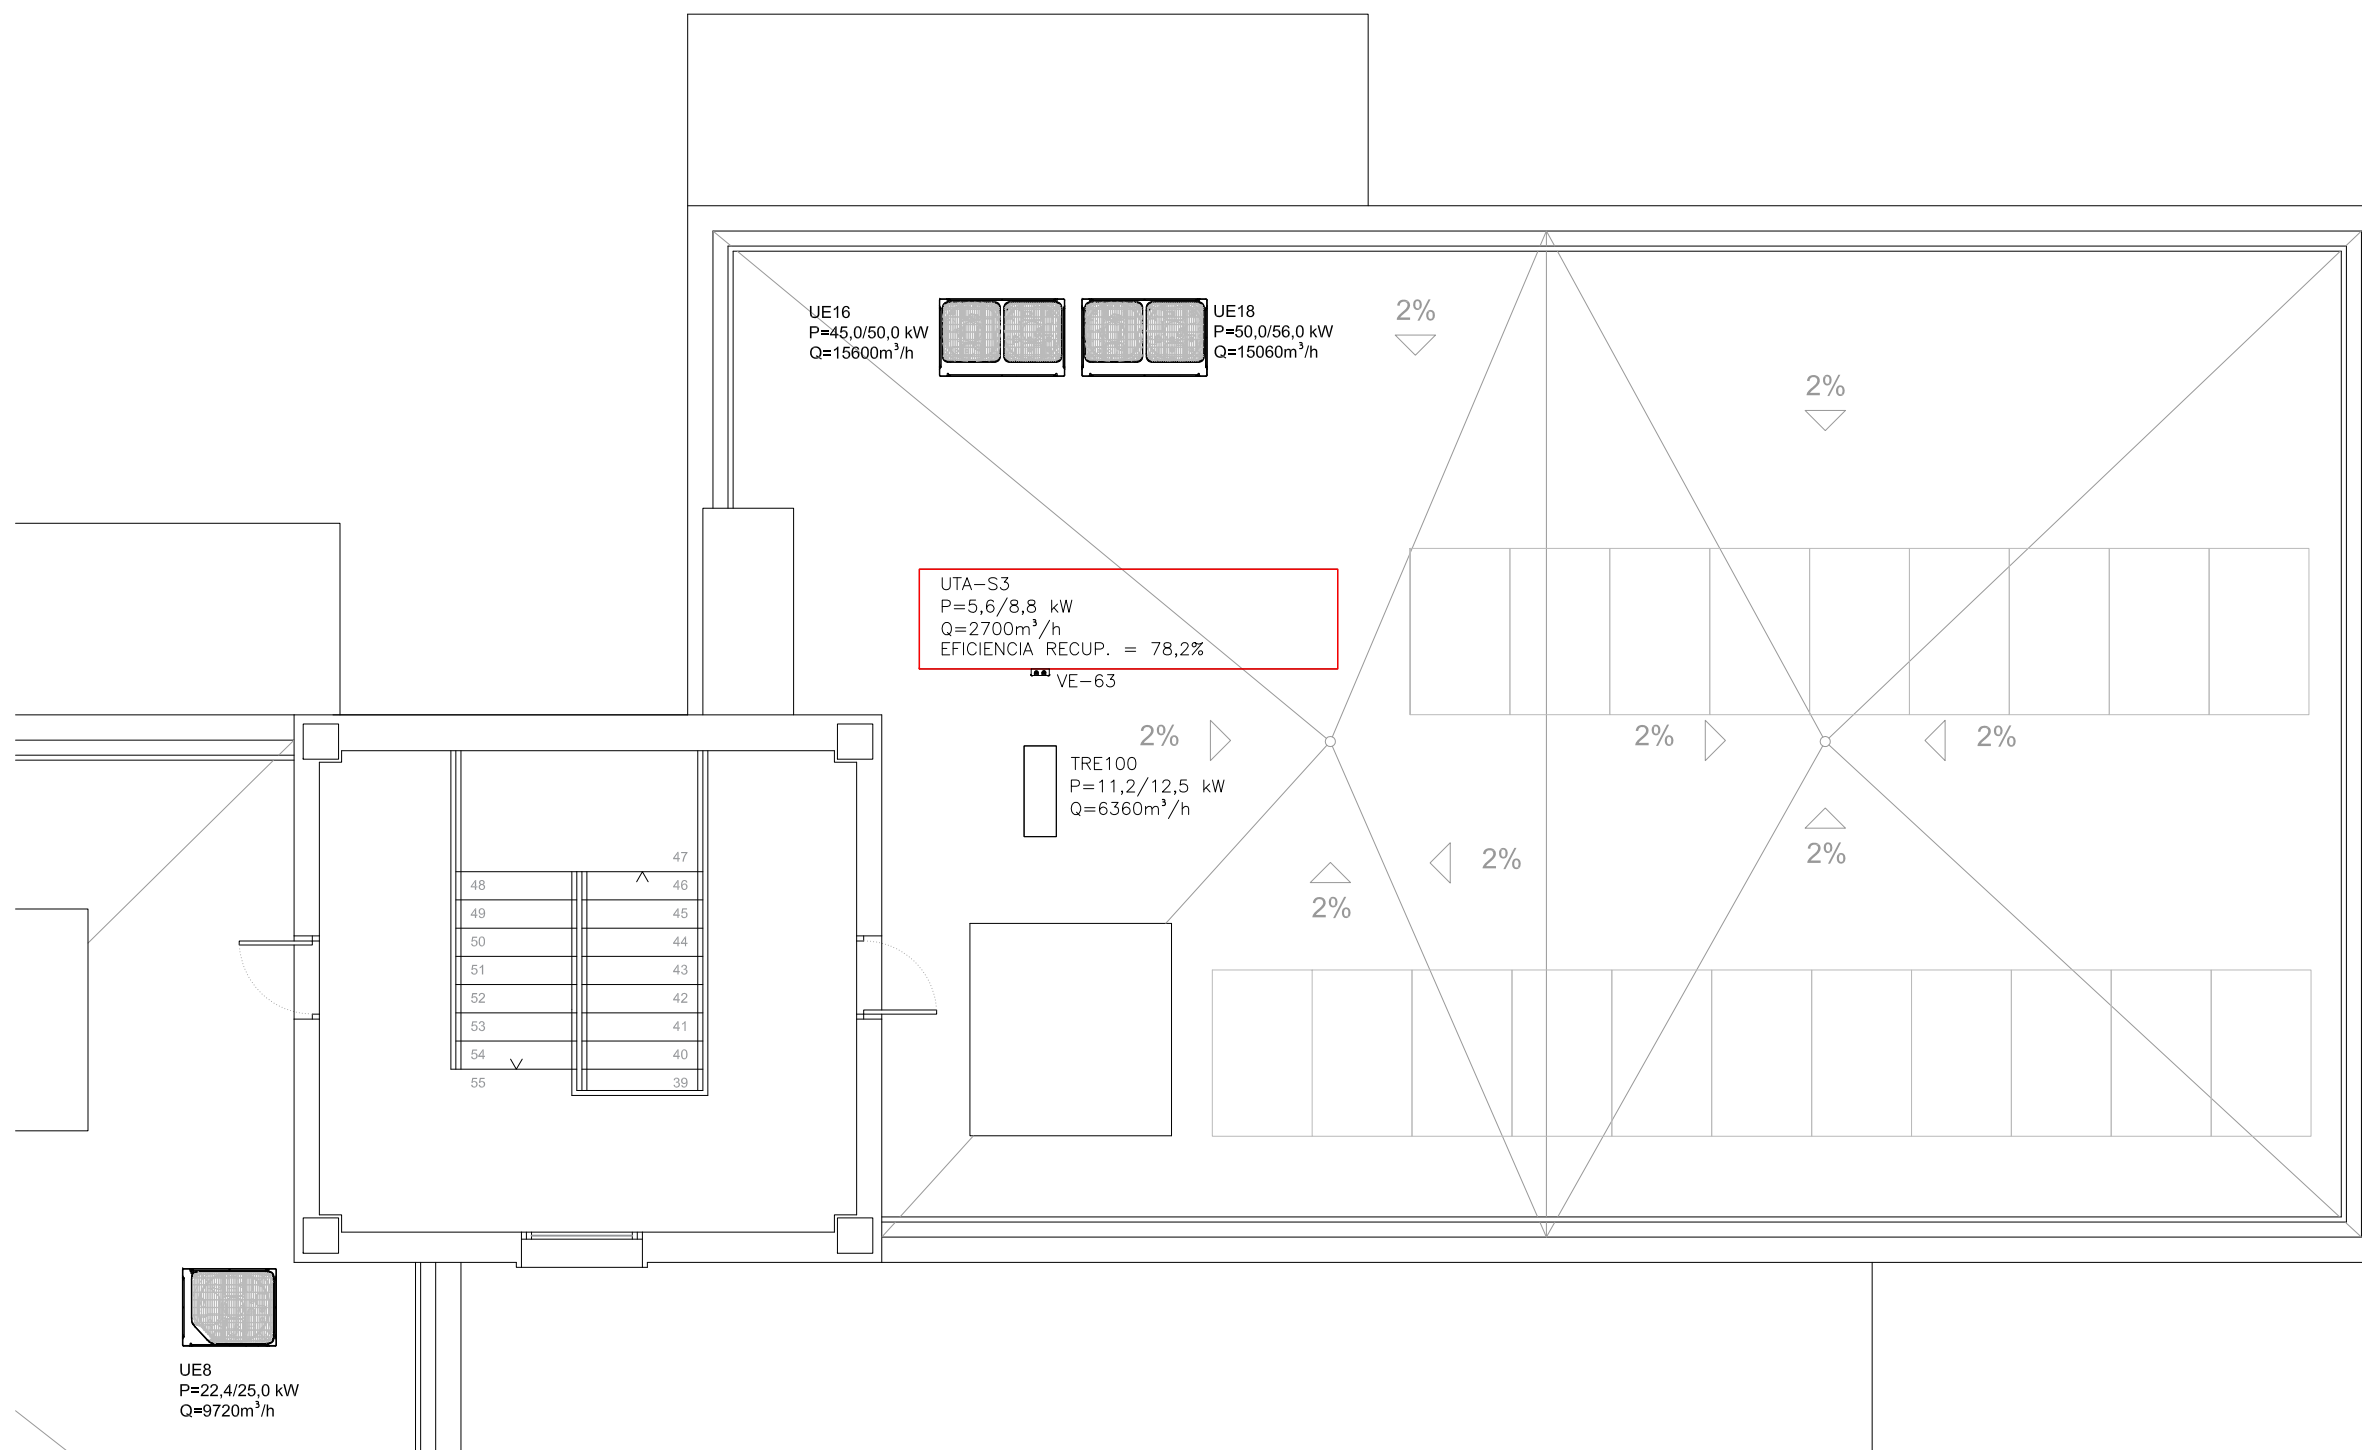 UE16
P=45,0/50,0 kW
Q=15600m³/h
UE18
P=50,0/56,0 kW
Q=15060m³/h
2%
2%
UTA-S3
P=5,6/8,8 kW
Q=2700m³/h
EFICIENCIA RECUP. = 78,2%
VE-63
2%
2%
2%
TRE100
P=11,2/12,5 kW
Q=6360m³/h
2%
2%
2%
47
48
46
49
45
50
44
51
43
52
42
53
41
54
40
55
39
UE8
P=22,4/25,0 kW
Q=9720m³/h